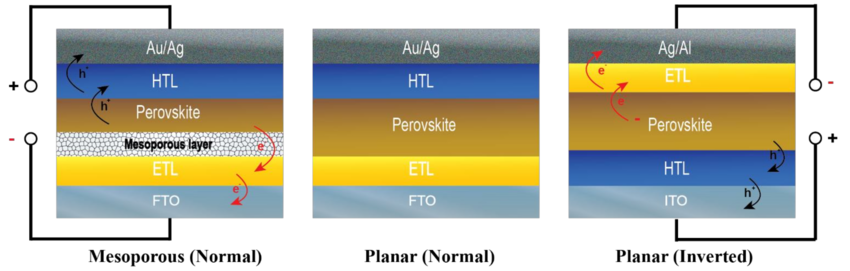 Au/Ag
h+
HTL
+
h+
Perovskite
-
Mesoporous layer
e-
ETL
e-
FTO
Mesoporous (Normal)
Au/Ag
HTL
Perovskite
ETL
FTO
Planar (Normal)
Ag/Al
e-
ETL
-
e
-
Perovskite
+
h+
HTL
h+
ITO
Planar (Inverted)